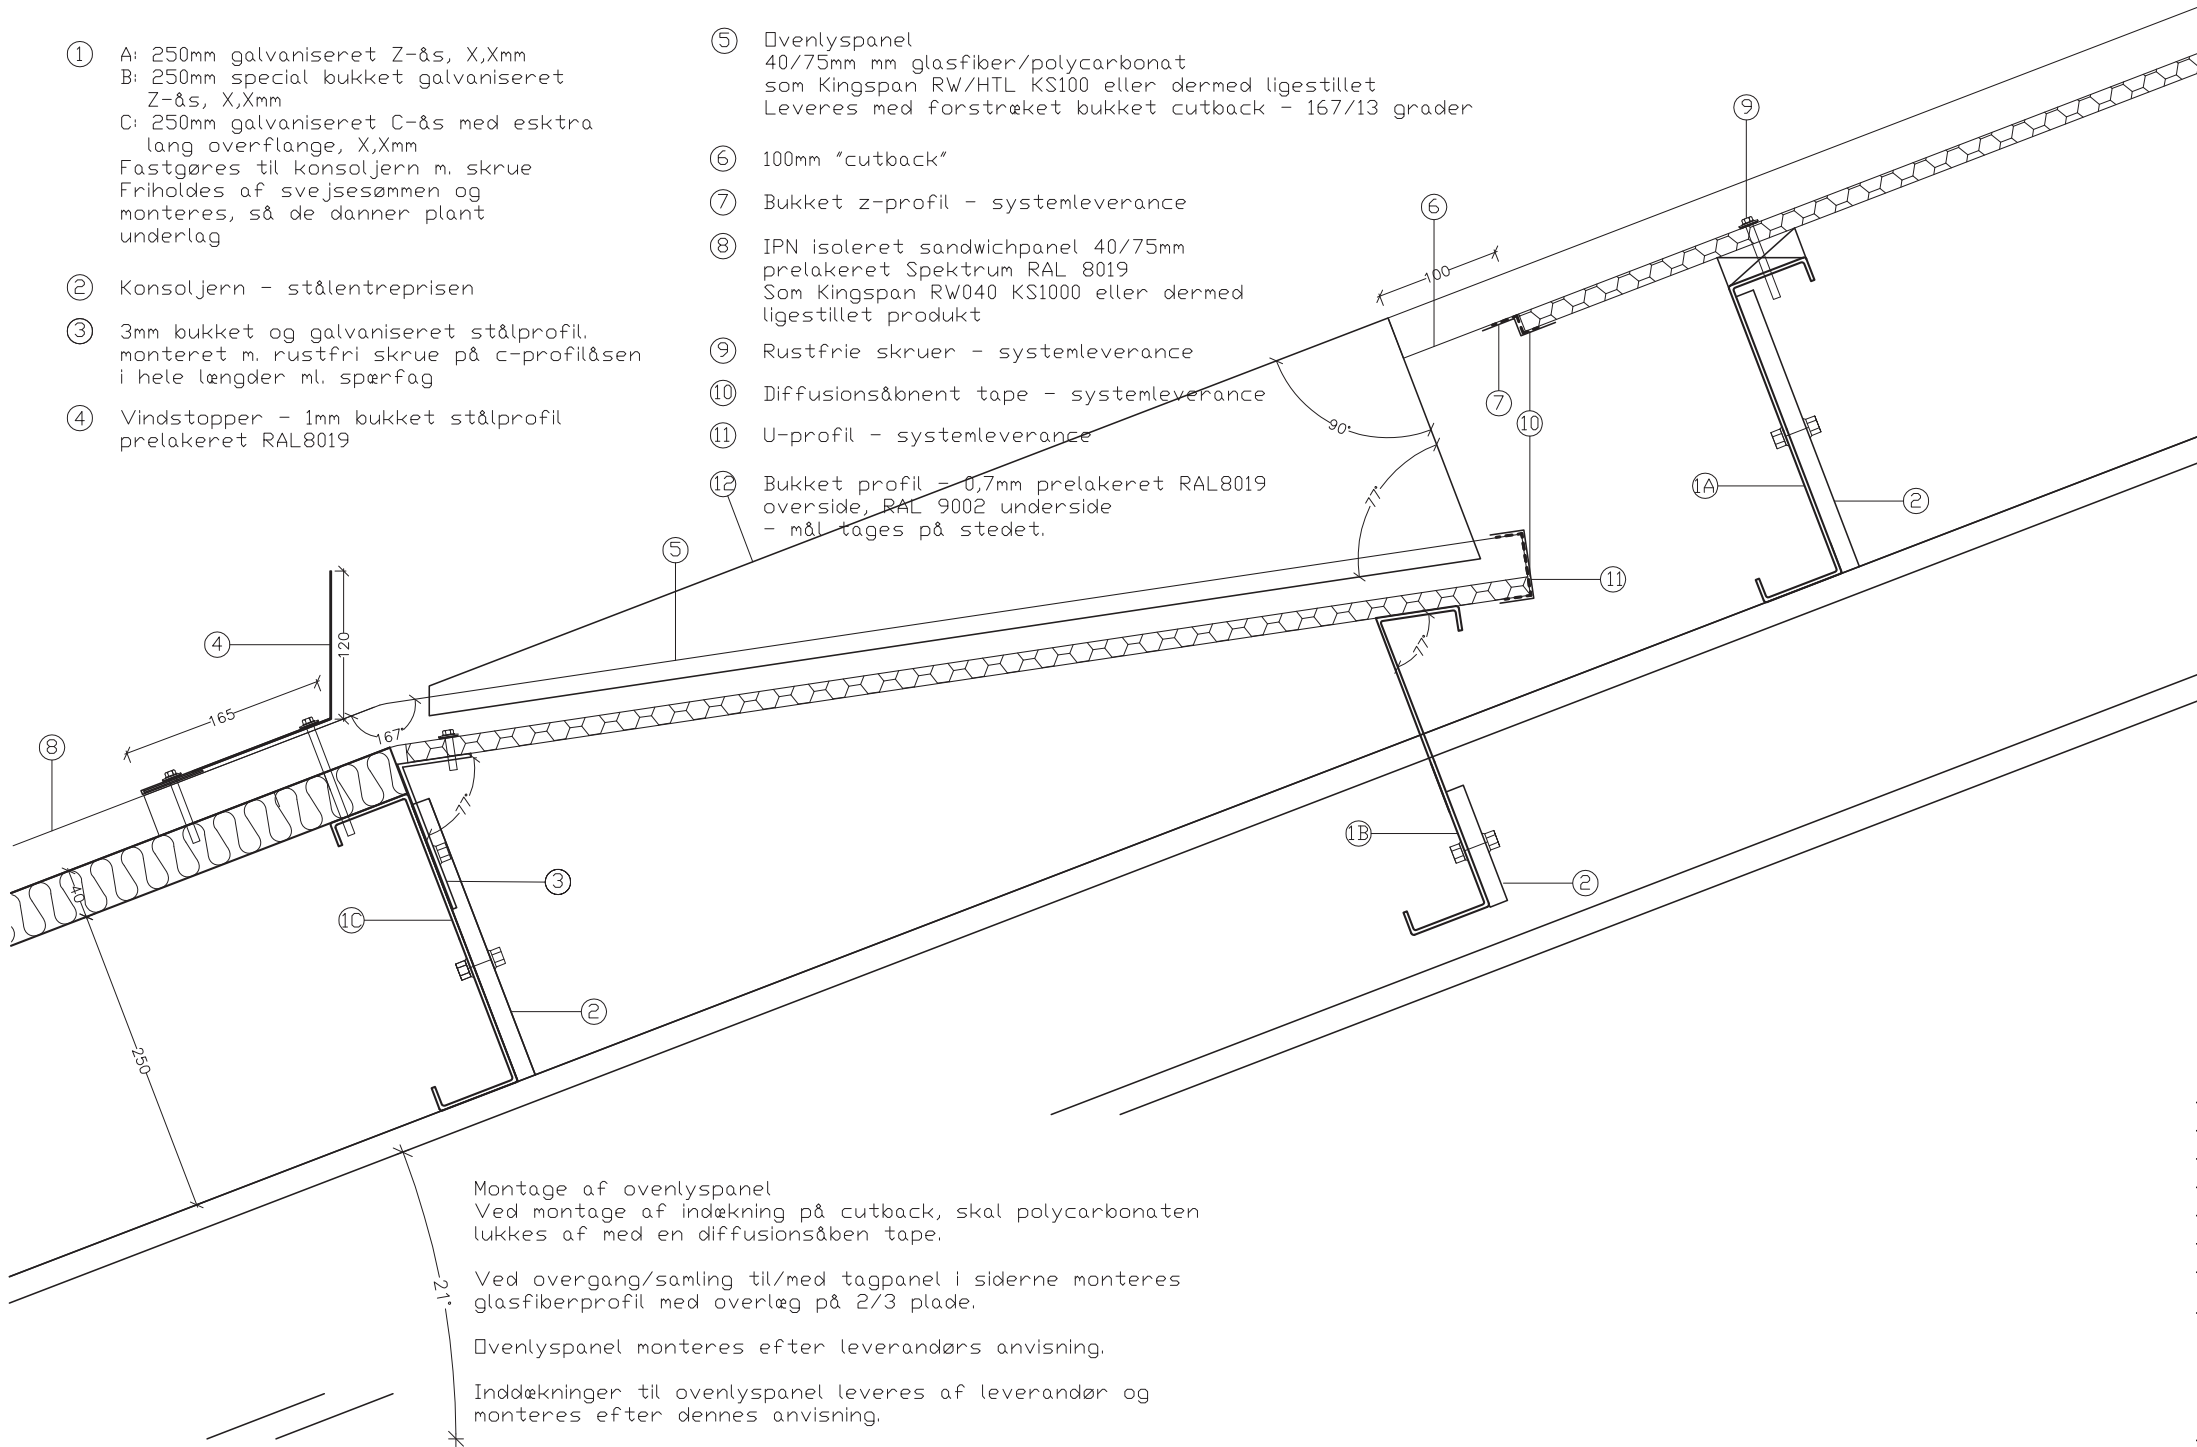 ① A: 250mm galvaniseret Z-ås, X,Xmm
B: 250mm special bukket galvaniseret
Z-ås, X,Xmm
C: 250mm galvaniseret C-ås med esktra
lang overflange, X,Xmm
Fastgøres til konsoljern m. skrue
Friholdes af svejsesømmen og
monteres, så de danner plant
underlag
② Konsoljern - stålentreprisen
③ 3mm bukket og galvaniseret stålprofil.
monteret m. rustfri skrue på c-profilåsen
i hele længder ml. spærfag
④ Vindstopper - 1mm bukket stålprofil
prelakeret RAL8019
⑤ Ovenlyspanel
40/75mm mm glasfiber/polycarbonat
som Kingspan RW/HTL KS100 eller dermed ligestillet
Leveres med forstræket bukket cutback - 167/13 grader
⑥ 100mm "cutback"
⑦ Bukket z-profil - systemleverance
⑧ IPN isoleret sandwichpanel 40/75mm
prelakeret Spektrum RAL 8019
Som Kingspan RW040 KS1000 eller dermed
ligestillet produkt
⑨ Rustfrie skruer - systemleverance
⑩ Diffusionsåbnent tape - systemleverance
⑪ U-profil - systemleverance
⑫ Bukket profil - 0,7mm prelakeret RAL8019
overside, RAL 9002 underside
- mål tages på stedet.
9
6
100
7
10
90°
77°
1A
2
5
11
4
120
165
167°
8
77°
77°
40
3
1C
1B
2
2
250
21°
Montage af ovenlyspanel
Ved montage af indækning på cutback, skal polycarbonaten
lukkes af med en diffusionsåben tape.
Ved overgang/samling til/med tagpanel i siderne monteres
glasfiberprofil med overlæg på 2/3 plade.
Ovenlyspanel monteres efter leverandørs anvisning.
Inddækninger til ovenlyspanel leveres af leverandør og
monteres efter dennes anvisning.